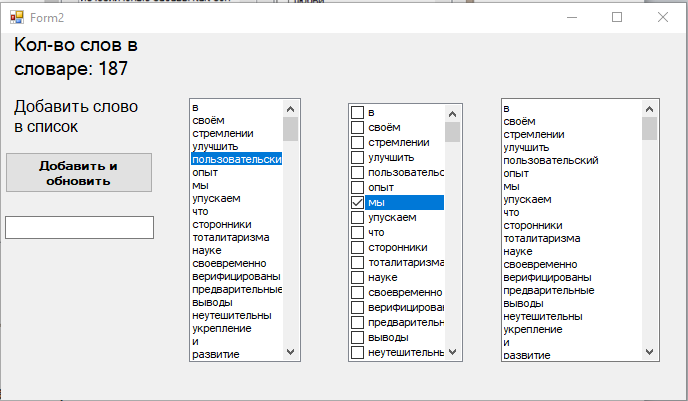 Form2
Кол-во слов в
словаре: 187
Добавить слово
в список
Добавить и
обновить
в
своём
стремлении
улучшить
пользовательски
опыт
мы
упускаем
что
сторонники
тоталитаризма
науке
своевременно
верифицированы
предварительные
выводы
неутешительны
укрепление
и
развитие
в
своём
стремлении
улучшить
пользовательс
опыт
мы
упускаем
что
сторонники
тоталитаризма
науке
своевременно
верифицирован
предварительн
выводы
неутешительны
в
своём
стремлении
улучшить
пользовательский
опыт
мы
упускаем
что
сторонники
тоталитаризма
науке
своевременно
верифицированы
предварительные
выводы
неутешительны
укрепление
и
развитие